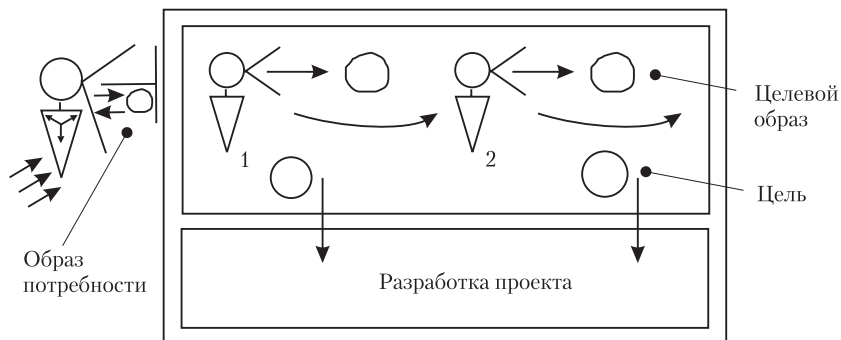 Целевой
образ
1
2
Цель
Образ
потребности
Разработка проекта